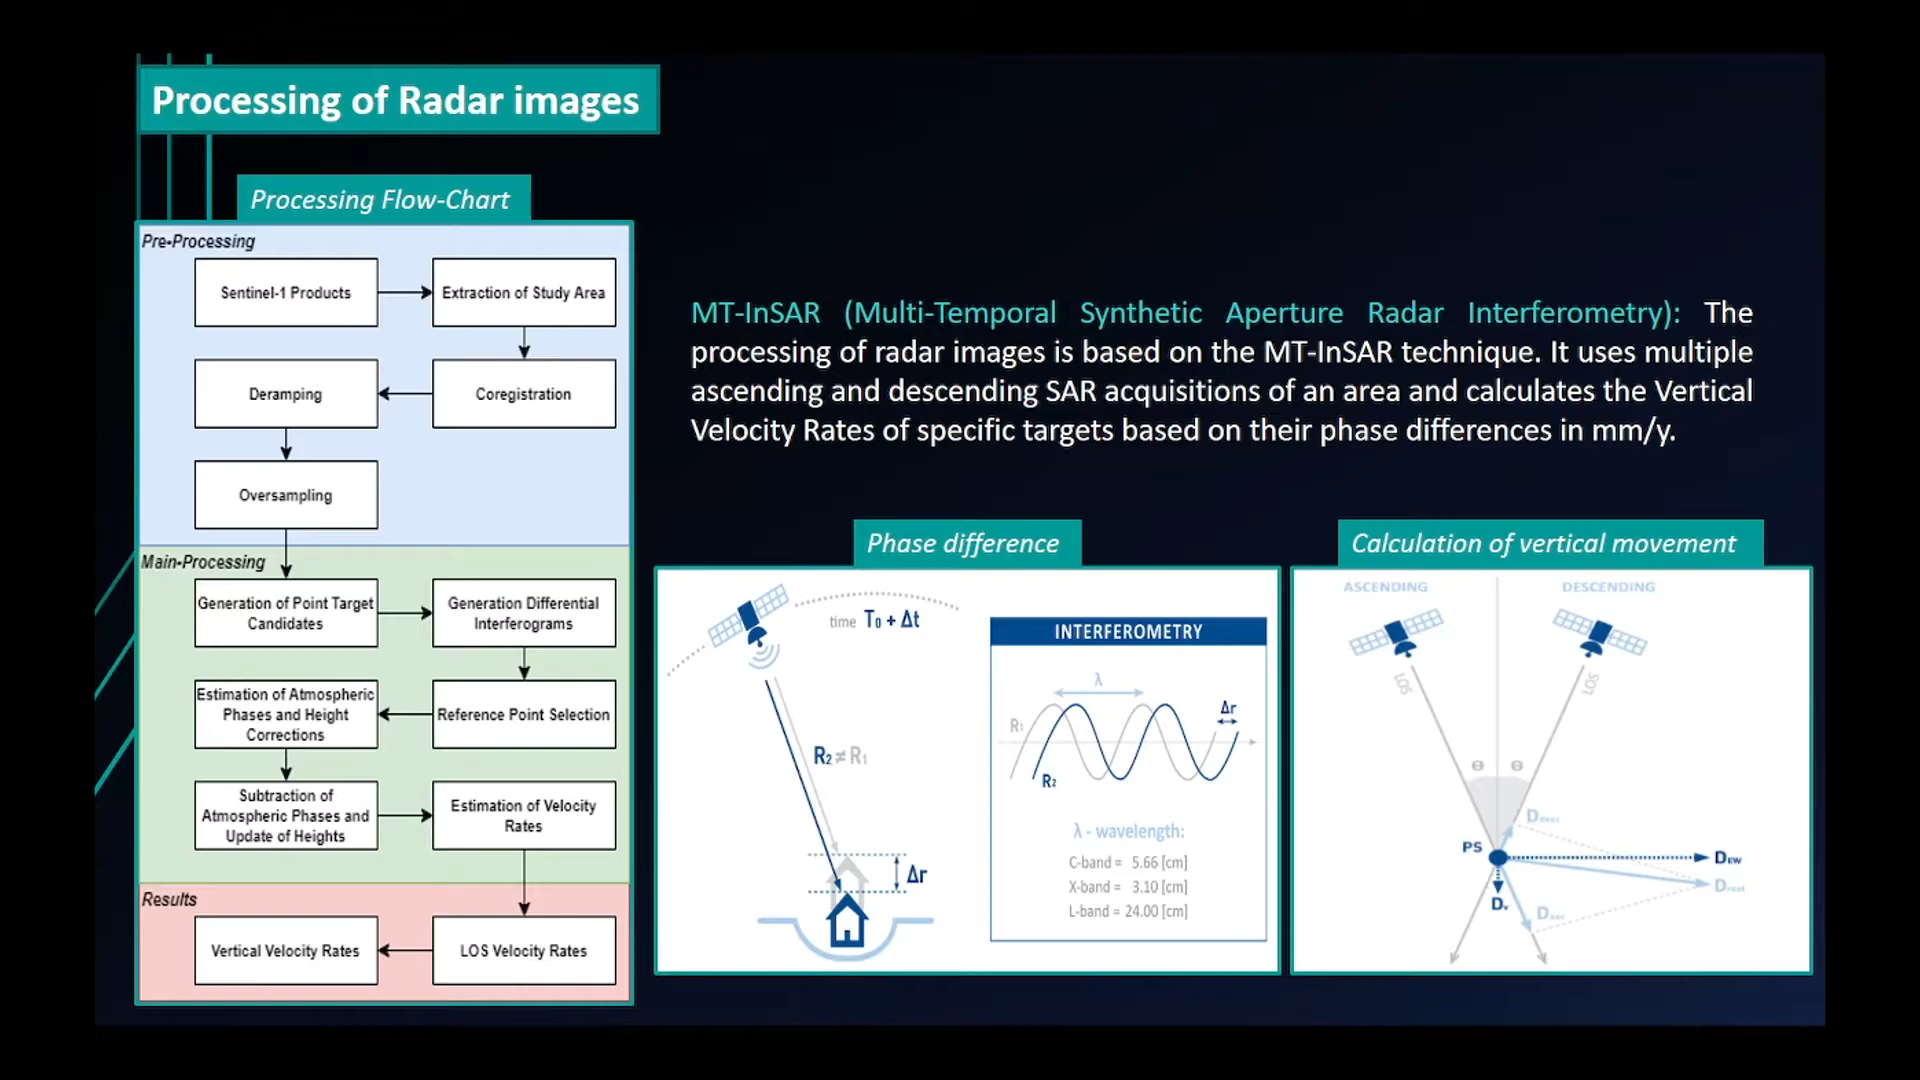 Processing of Radar images
Processing Flow-Chart
Pre-Processing
Sentinel-1 Products
Extraction of Study Area
Coregistration
Deramping
Oversampling
Main-Processing
Generation of Point Target
Candidates
Generation Differential
Interferograms
Reference Point Selection
Estimation of Atmospheric
Phases and Height
Corrections
Subtraction of
Atmospheric Phases and
Update of Heights
Estimation of Velocity
Rates
Results
LOS Velocity Rates
Vertical Velocity Rates
MT-InSAR (Multi-Temporal Synthetic Aperture Radar Interferometry): The
processing of radar images is based on the MT-InSAR technique. It uses multiple
ascending and descending SAR acquisitions of an area and calculates the Vertical
Velocity Rates of specific targets based on their phase differences in mm/y.
Phase difference
time T₀ + Δt
R₂ ≠ R₁
Δr
INTERFEROMETRY
λ
Δr
R₁
R₂
λ - wavelength:
C-band = 5.66 [cm]
X-band = 3.10 [cm]
L-band = 24.00 [cm]
Calculation of vertical movement
ASCENDING
DESCENDING
LOS
LOS
Θ Θ
Ddesc
PS
DEW
Dreal
Dv
Dasc